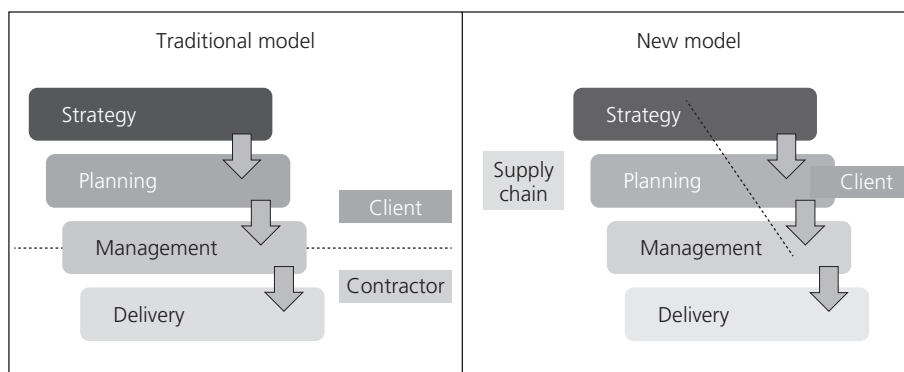 Traditional model
Strategy
Planning
Client
Management
Contractor
Delivery
New model
Strategy
Supply
chain
Planning
Client
Management
Delivery